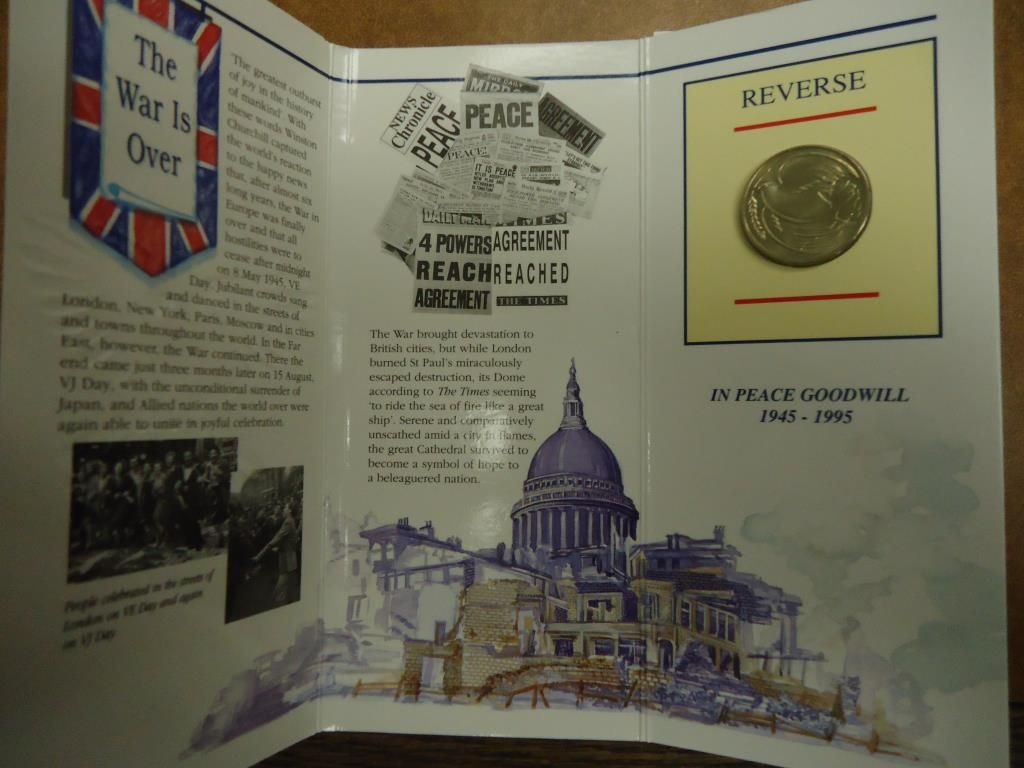 The
War Is
Over
'The greatest outburst
of joy in the history
of mankind'. With
these words Winston
Churchill captured
the world's reaction
to the happy news
that, after almost six
long years, the War in
Europe was finally
over and that all
hostilities were to
cease after midnight
on 8 May 1945, VE
Day. Jubilant crowds sang
and danced in the streets of
London, New York, Paris, Moscow and in cities
and towns throughout the world. In the Far
East, however, the War continued. There the
end came just three months later on 15 August,
VJ Day, with the unconditional surrender of
Japan, and Allied nations the world over were
again able to unite in joyful celebration.
People celebrated in the streets of
London on VE Day and again
on VJ Day
NEWS
Chronicle
PEACE
THE DAILY
PEACE
AGREEMENT
PEACE!
IT IS PEACE
DAILY MAIL
4 POWERS
REACH
AGREEMENT
AGREEMENT
REACHED
THE TIMES
The War brought devastation to
British cities, but while London
burned St Paul's miraculously
escaped destruction, its Dome
according to The Times seeming
'to ride the sea of fire like a great
ship'. Serene and comparatively
unscathed amid a city in flames,
the great Cathedral survived to
become a symbol of hope to
a beleaguered nation.
REVERSE
IN PEACE GOODWILL
1945 - 1995